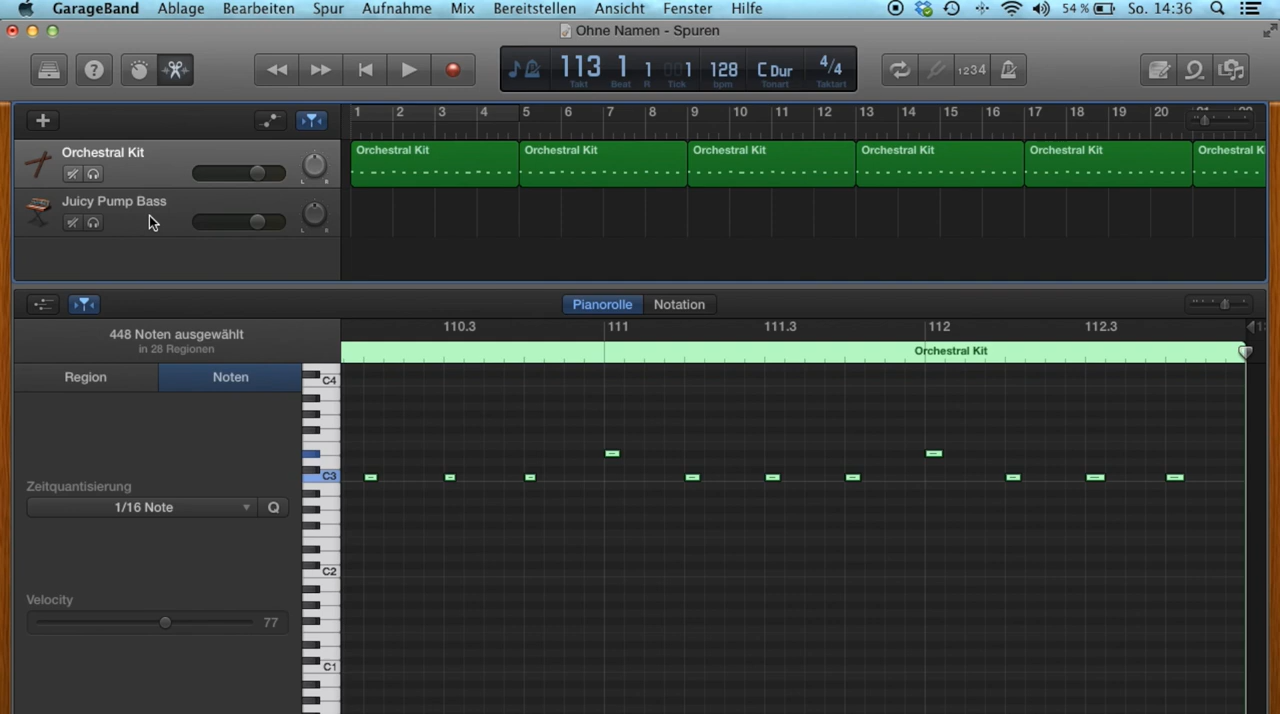 GarageBand Ablage Bearbeiten Spur Aufnahme Mix Bereitstellen Ansicht Fenster Hilfe 54 % So. 14:36
Ohne Namen - Spuren
113 1 1 001 128 C Dur 4/4
Takt Beat R Tick bpm Tonart Taktart
1234
1 2 3 4 5 6 7 8 9 10 11 12 13 14 15 16 17 18 19 20 21 22
Orchestral Kit
L R
Orchestral Kit Orchestral Kit Orchestral Kit Orchestral Kit Orchestral Kit Orchestral K
Juicy Pump Bass
L R
Pianorolle Notation
448 Noten ausgewählt
in 28 Regionen
110.3 111 111.3 112 112.3
Orchestral Kit
Region Noten
C4
C3
Zeitquantisierung
1/16 Note Q
C2
Velocity
77
C1